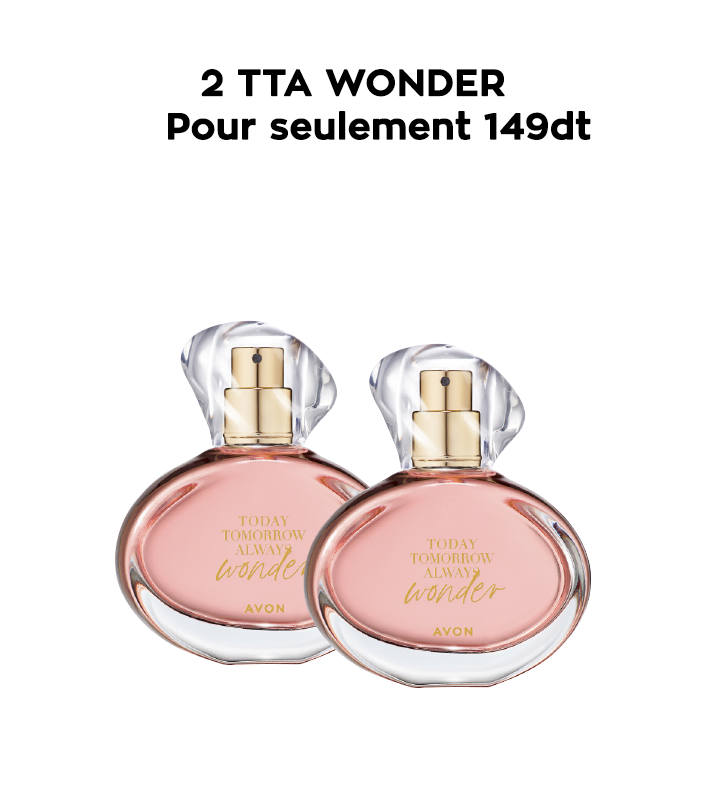 2 TTA WONDER
Pour seulement 149dt
TODAY
TOMORROW
ALWAYS
wonder
AVON
TODAY
TOMORROW
ALWAYS
wonder
AVON